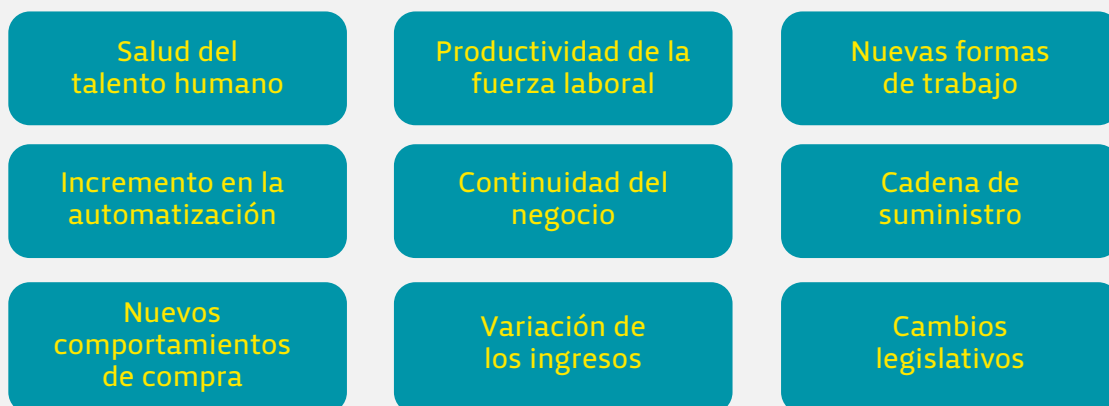 Salud del
talento humano
Productividad de la
fuerza laboral
Nuevas formas
de trabajo
Incremento en la
automatización
Continuidad del
negocio
Cadena de
suministro
Nuevos
comportamientos
de compra
Variación de
los ingresos
Cambios
legislativos